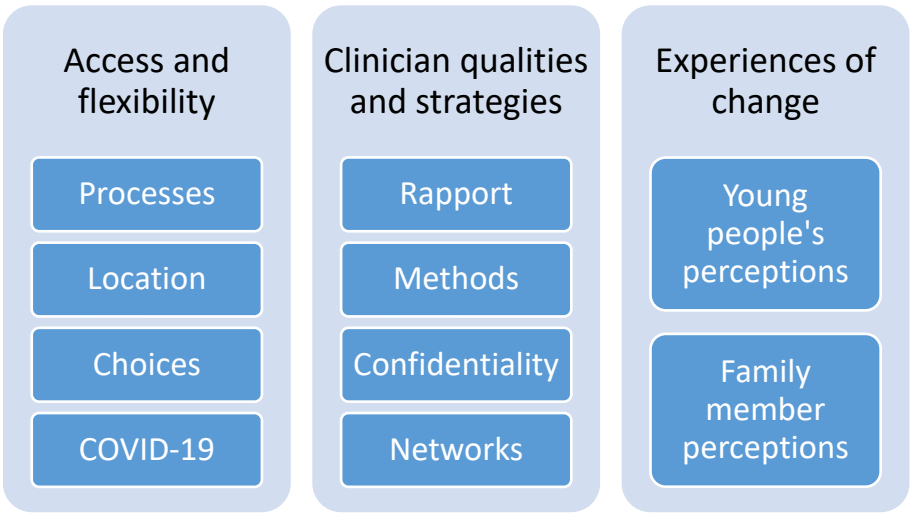 Access and
flexibility
Processes
Location
Choices
COVID-19
Clinician qualities
and strategies
Rapport
Methods
Confidentiality
Networks
Experiences of
change
Young
people's
perceptions
Family
member
perceptions